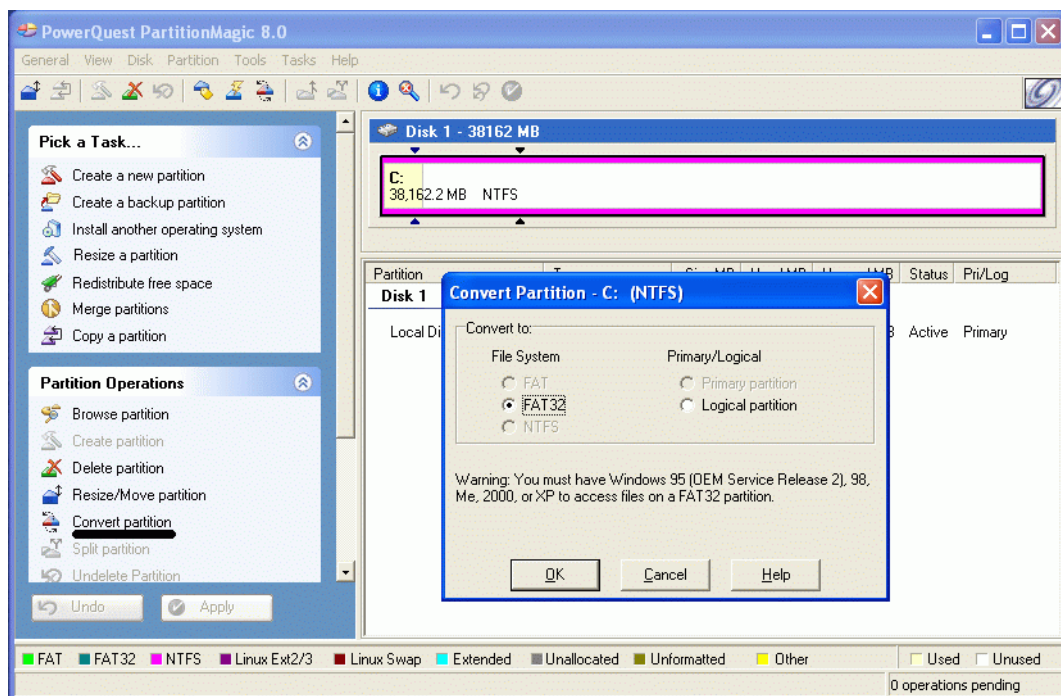 PowerQuest PartitionMagic 8.0
General View Disk Partition Tools Tasks Help
Pick a Task...
Create a new partition
Create a backup partition
Install another operating system
Resize a partition
Redistribute free space
Merge partitions
Copy a partition
Partition Operations
Browse partition
Create partition
Delete partition
Resize/Move partition
Convert partition
Split partition
Undelete Partition
Undo Apply
Disk 1 - 38162 MB
C:
38,162.2 MB NTFS
Partition Status Pri/Log
Disk 1
Local Di Active Primary
Convert Partition - C: (NTFS)
Convert to:
File System Primary/Logical
FAT Primary partition
FAT32 Logical partition
NTFS
Warning: You must have Windows 95 (OEM Service Release 2), 98,
Me, 2000, or XP to access files on a FAT32 partition.
OK Cancel Help
FAT FAT32 NTFS Linux Ext2/3 Linux Swap Extended Unallocated Unformatted Other Used Unused
0 operations pending